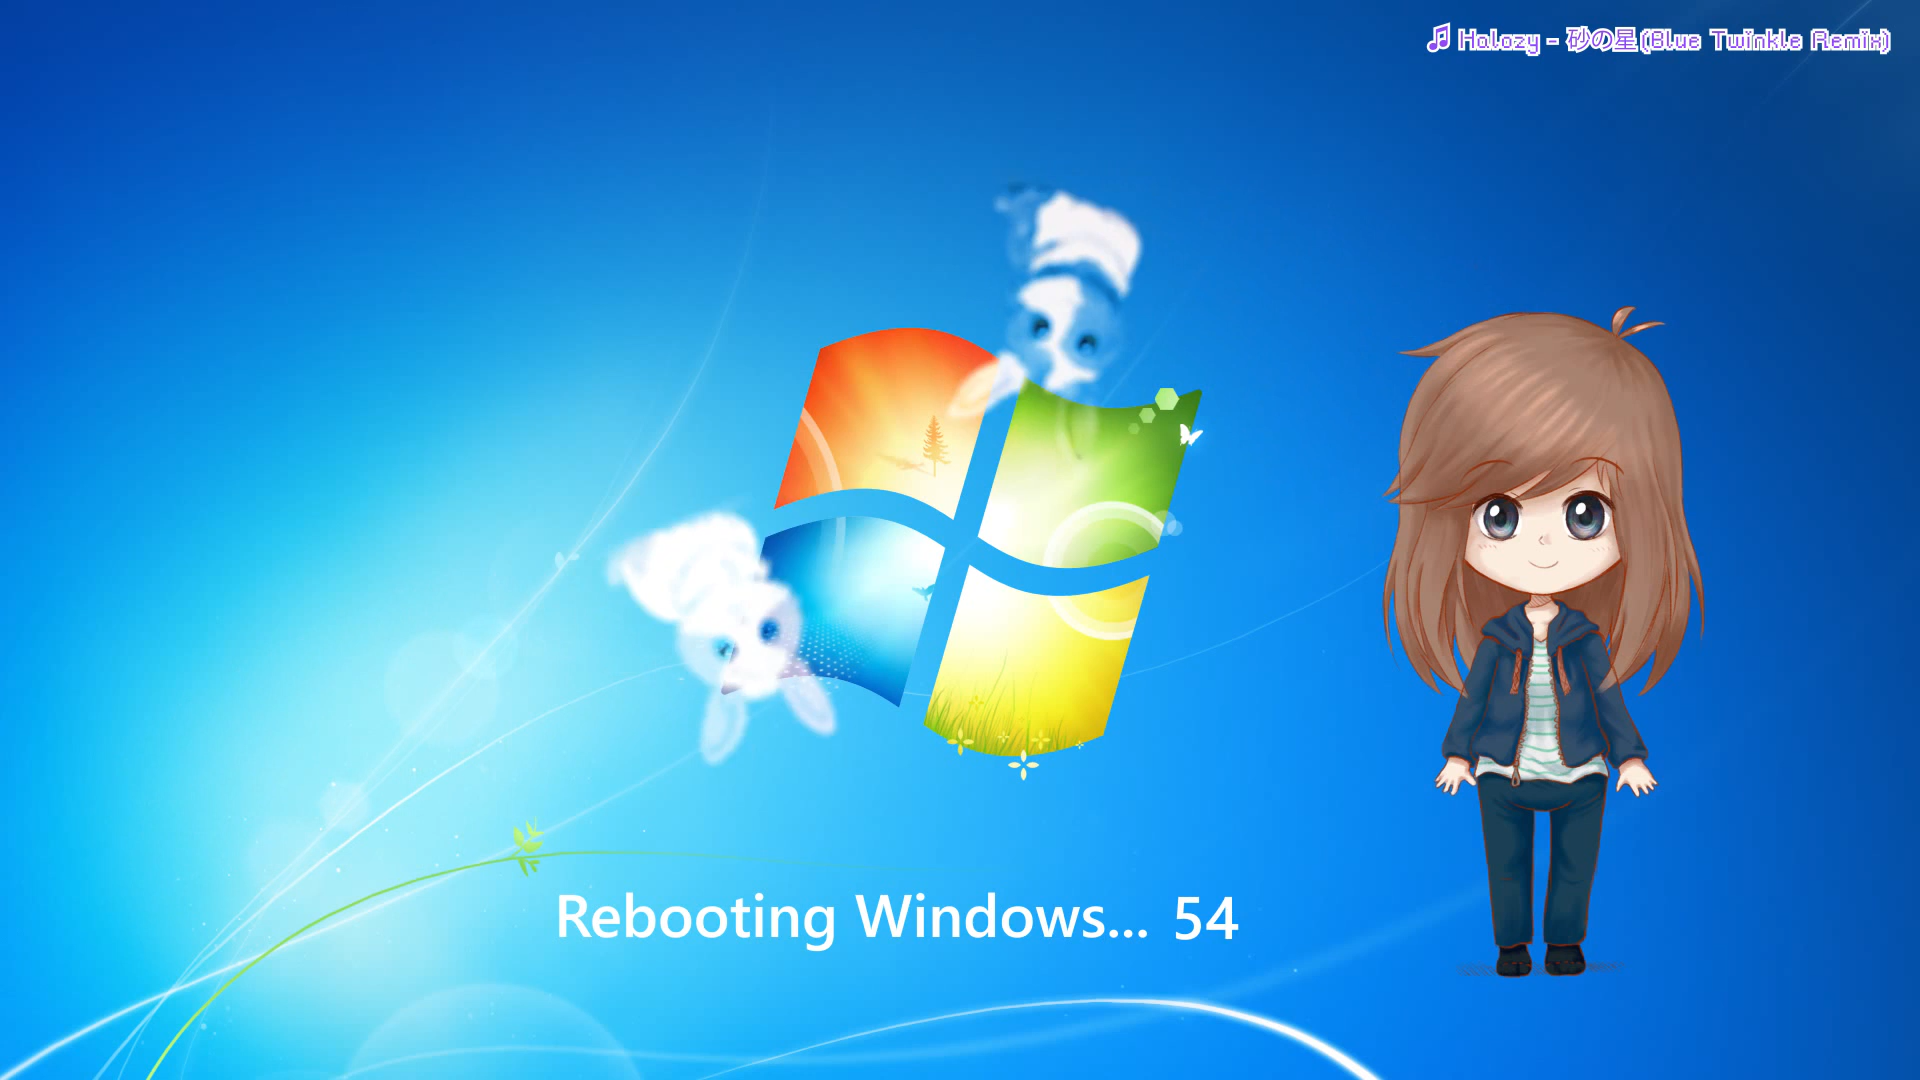 ♫ Halozy - 砂の星(Blue Twinkle Remix)
Rebooting Windows... 54